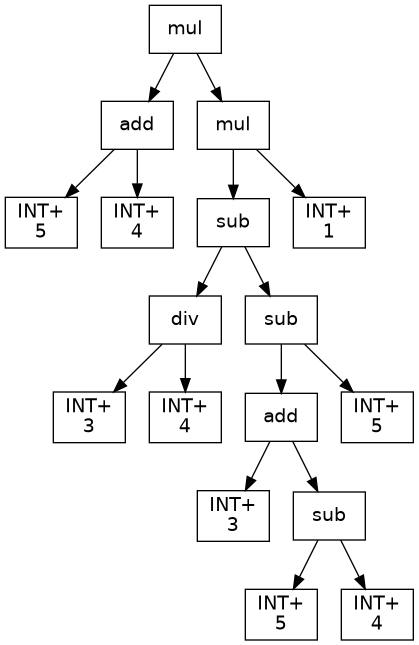 mul
add
mul
INT+
5
INT+
4
sub
INT+
1
div
sub
INT+
3
INT+
4
add
INT+
5
INT+
3
sub
INT+
5
INT+
4